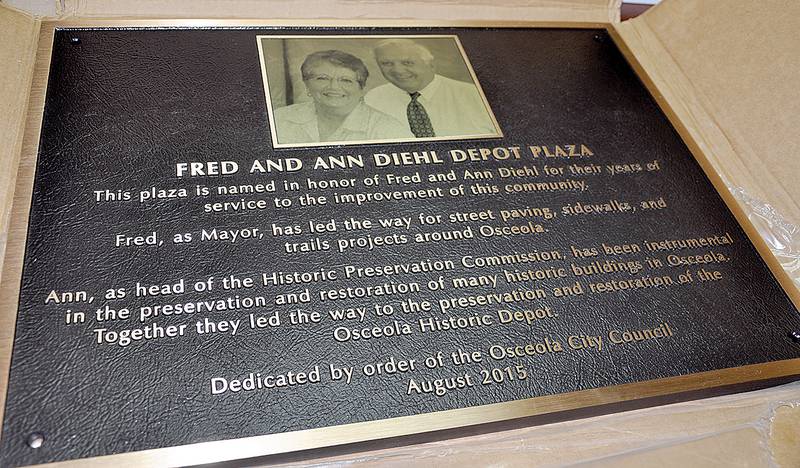 FRED AND ANN DIEHL DEPOT PLAZA
This plaza is named in honor of Fred and Ann Diehl for their years of
service to the improvement of this community.
Fred, as Mayor, has led the way for street paving, sidewalks, and
trails projects around Osceola.
Ann, as head of the Historic Preservation Commission, has been instrumental
in the preservation and restoration of many historic buildings in Osceola.
Together they led the way to the preservation and restoration of the
Osceola Historic Depot.
Dedicated by order of the Osceola City Council
August 2015